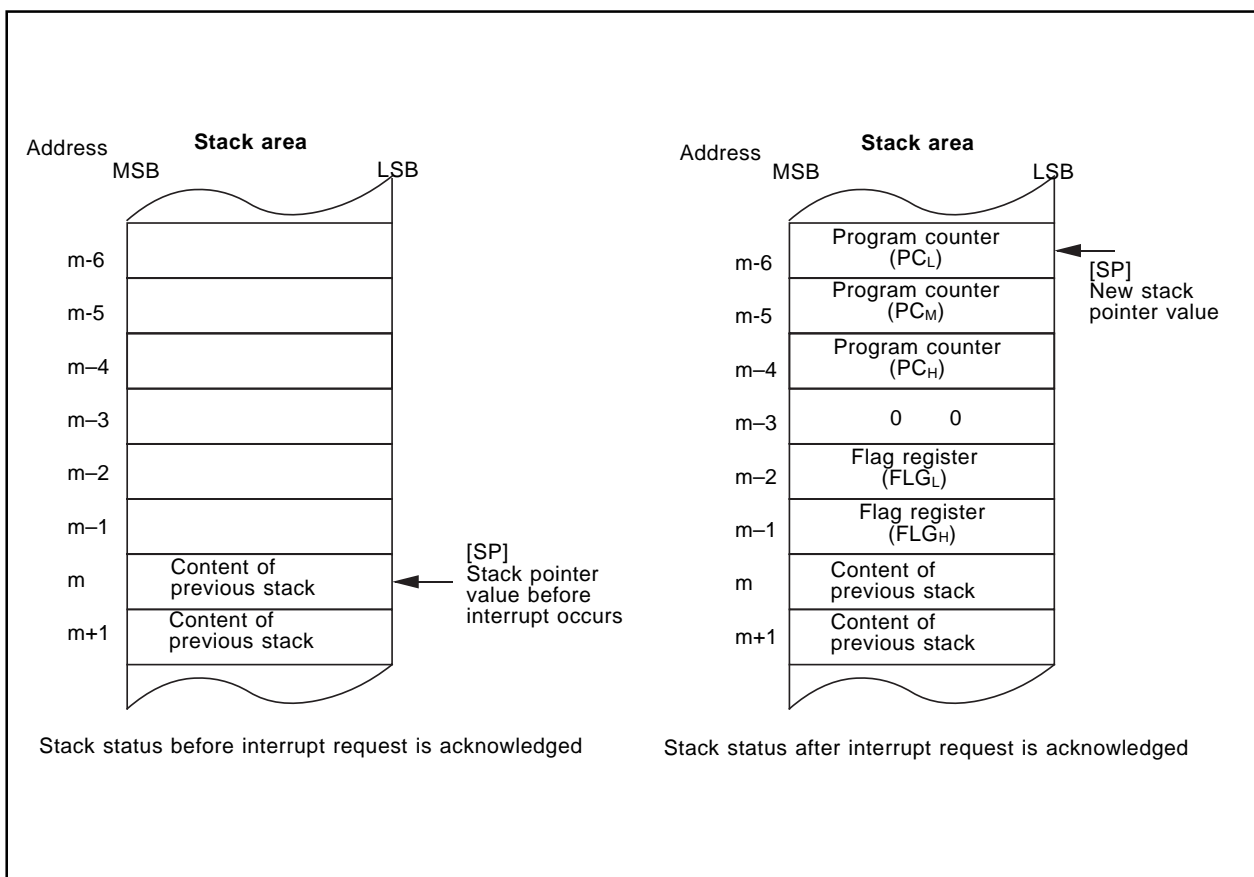 Stack area
Address
MSB
LSB
m-6
m-5
m–4
m–3
m–2
m–1
m
Content of
previous stack
m+1
Content of
previous stack
[SP]
Stack pointer
value before
interrupt occurs
Stack status before interrupt request is acknowledged
Stack area
Address
MSB
LSB
m-6
Program counter
(PCL)
m-5
Program counter
(PCM)
m–4
Program counter
(PCH)
m–3
0 0
m–2
Flag register
(FLGL)
m–1
Flag register
(FLGH)
m
Content of
previous stack
m+1
Content of
previous stack
[SP]
New stack
pointer value
Stack status after interrupt request is acknowledged